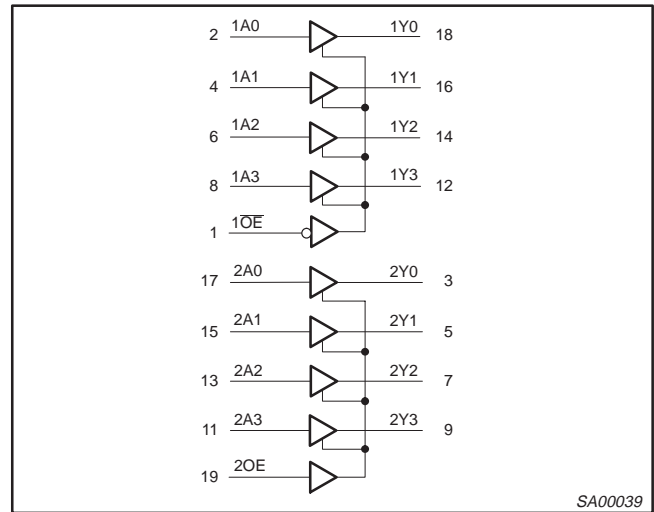 2 1A0 1Y0 18
4 1A1 1Y1 16
6 1A2 1Y2 14
8 1A3 1Y3 12
1 1O̅E̅
17 2A0 2Y0 3
15 2A1 2Y1 5
13 2A2 2Y2 7
11 2A3 2Y3 9
19 2OE
SA00039